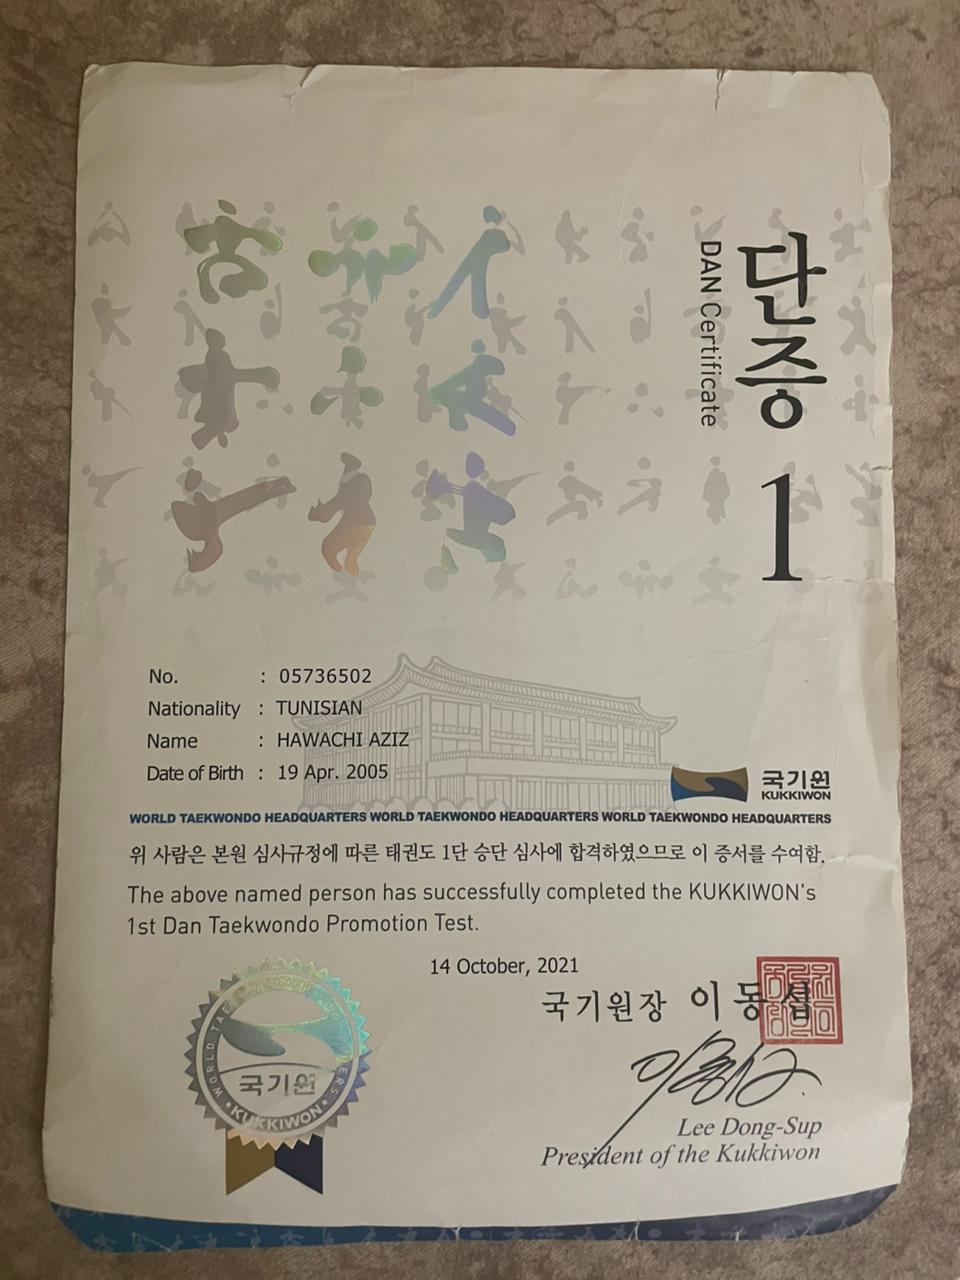 단증 1
DAN Certificate
No. : 05736502
Nationality : TUNISIAN
Name : HAWACHI AZIZ
Date of Birth : 19 Apr. 2005
국기원
KUKKIWON
WORLD TAEKWONDO HEADQUARTERS WORLD TAEKWONDO HEADQUARTERS WORLD TAEKWONDO HEADQUARTERS
위 사람은 본원 심사규정에 따른 태권도 1단 승단 심사에 합격하였으므로 이 증서를 수여함.
The above named person has successfully completed the KUKKIWON's
1st Dan Taekwondo Promotion Test.
14 October, 2021
국기원장 이동섭
Lee Dong-Sup
President of the Kukkiwon
국기원
KUKKIWON